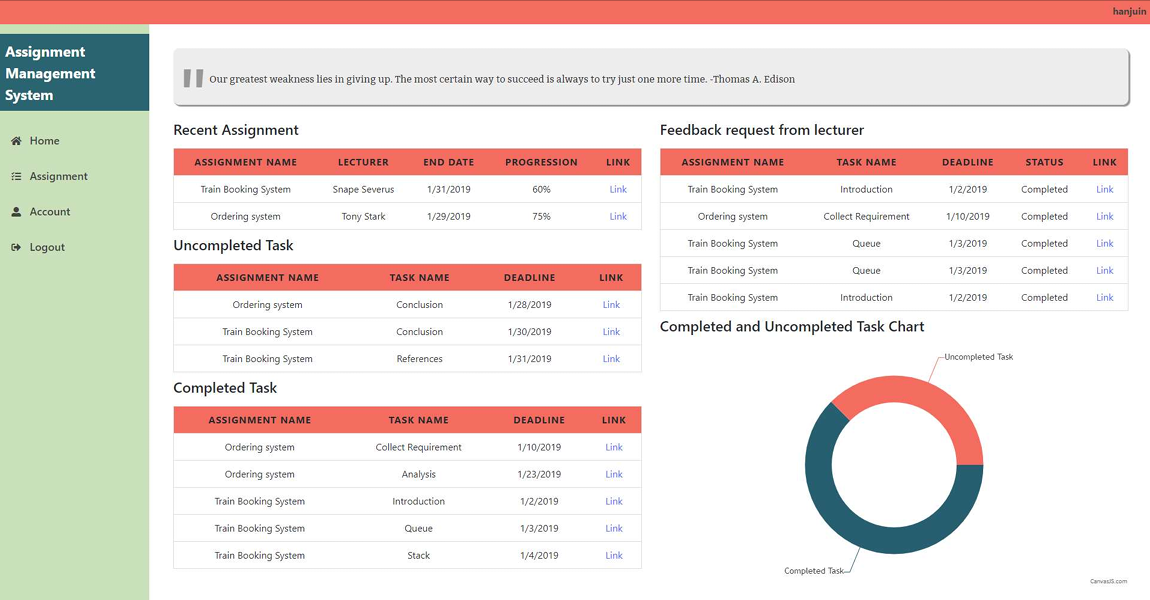 hanjuin
Assignment
Management
System
Home
Assignment
Account
Logout
Our greatest weakness lies in giving up. The most certain way to succeed is always to try just one more time. -Thomas A. Edison
Recent Assignment
ASSIGNMENT NAME LECTURER END DATE PROGRESSION LINK
Train Booking System Snape Severus 1/31/2019 60% Link
Ordering system Tony Stark 1/29/2019 75% Link
Uncompleted Task
ASSIGNMENT NAME TASK NAME DEADLINE LINK
Ordering system Conclusion 1/28/2019 Link
Train Booking System Conclusion 1/30/2019 Link
Train Booking System References 1/31/2019 Link
Completed Task
ASSIGNMENT NAME TASK NAME DEADLINE LINK
Ordering system Collect Requirement 1/10/2019 Link
Ordering system Analysis 1/23/2019 Link
Train Booking System Introduction 1/2/2019 Link
Train Booking System Queue 1/3/2019 Link
Train Booking System Stack 1/4/2019 Link
Feedback request from lecturer
ASSIGNMENT NAME TASK NAME DEADLINE STATUS LINK
Train Booking System Introduction 1/2/2019 Completed Link
Ordering system Collect Requirement 1/10/2019 Completed Link
Train Booking System Queue 1/3/2019 Completed Link
Train Booking System Queue 1/3/2019 Completed Link
Train Booking System Introduction 1/2/2019 Completed Link
Completed and Uncompleted Task Chart
Uncompleted Task
Completed Task
CanvasJS.com